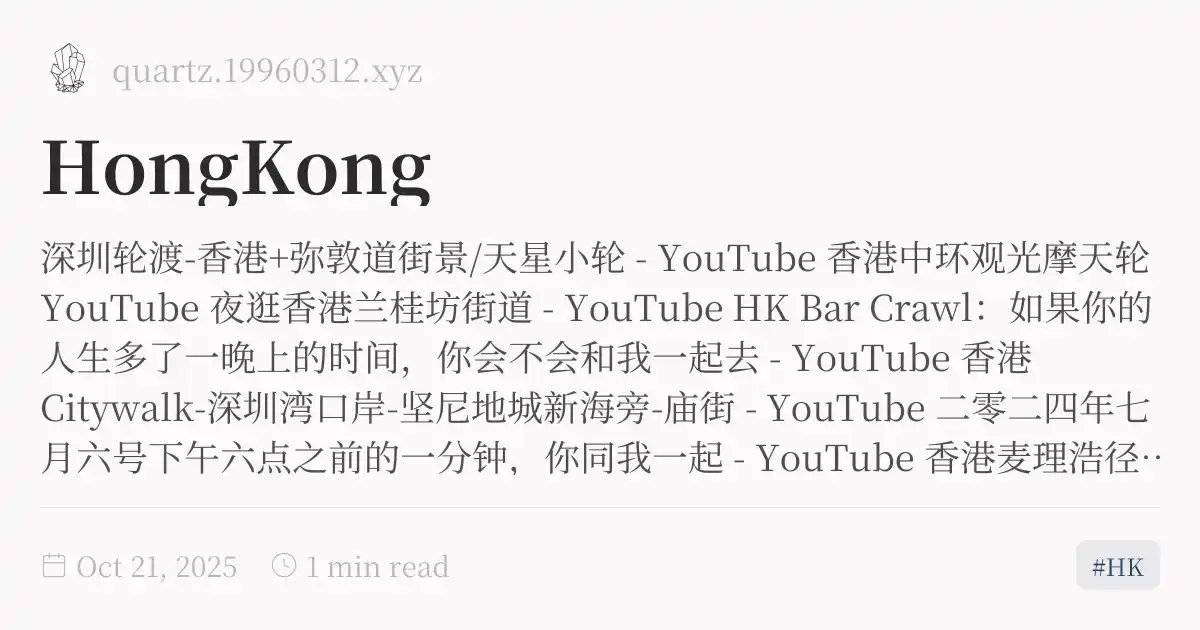 quartz.19960312.xyz
HongKong
深圳轮渡-香港+弥敦道街景/天星小轮 - YouTube 香港中环观光摩天轮
YouTube 夜逛香港兰桂坊街道 - YouTube HK Bar Crawl：如果你的
人生多了一晚上的时间，你会不会和我一起去 - YouTube 香港
Citywalk-深圳湾口岸-坚尼地城新海旁-庙街 - YouTube 二零二四年七
月六号下午六点之前的一分钟，你同我一起 - YouTube 香港麦理浩径··
Oct 21, 2025 1 min read
#HK